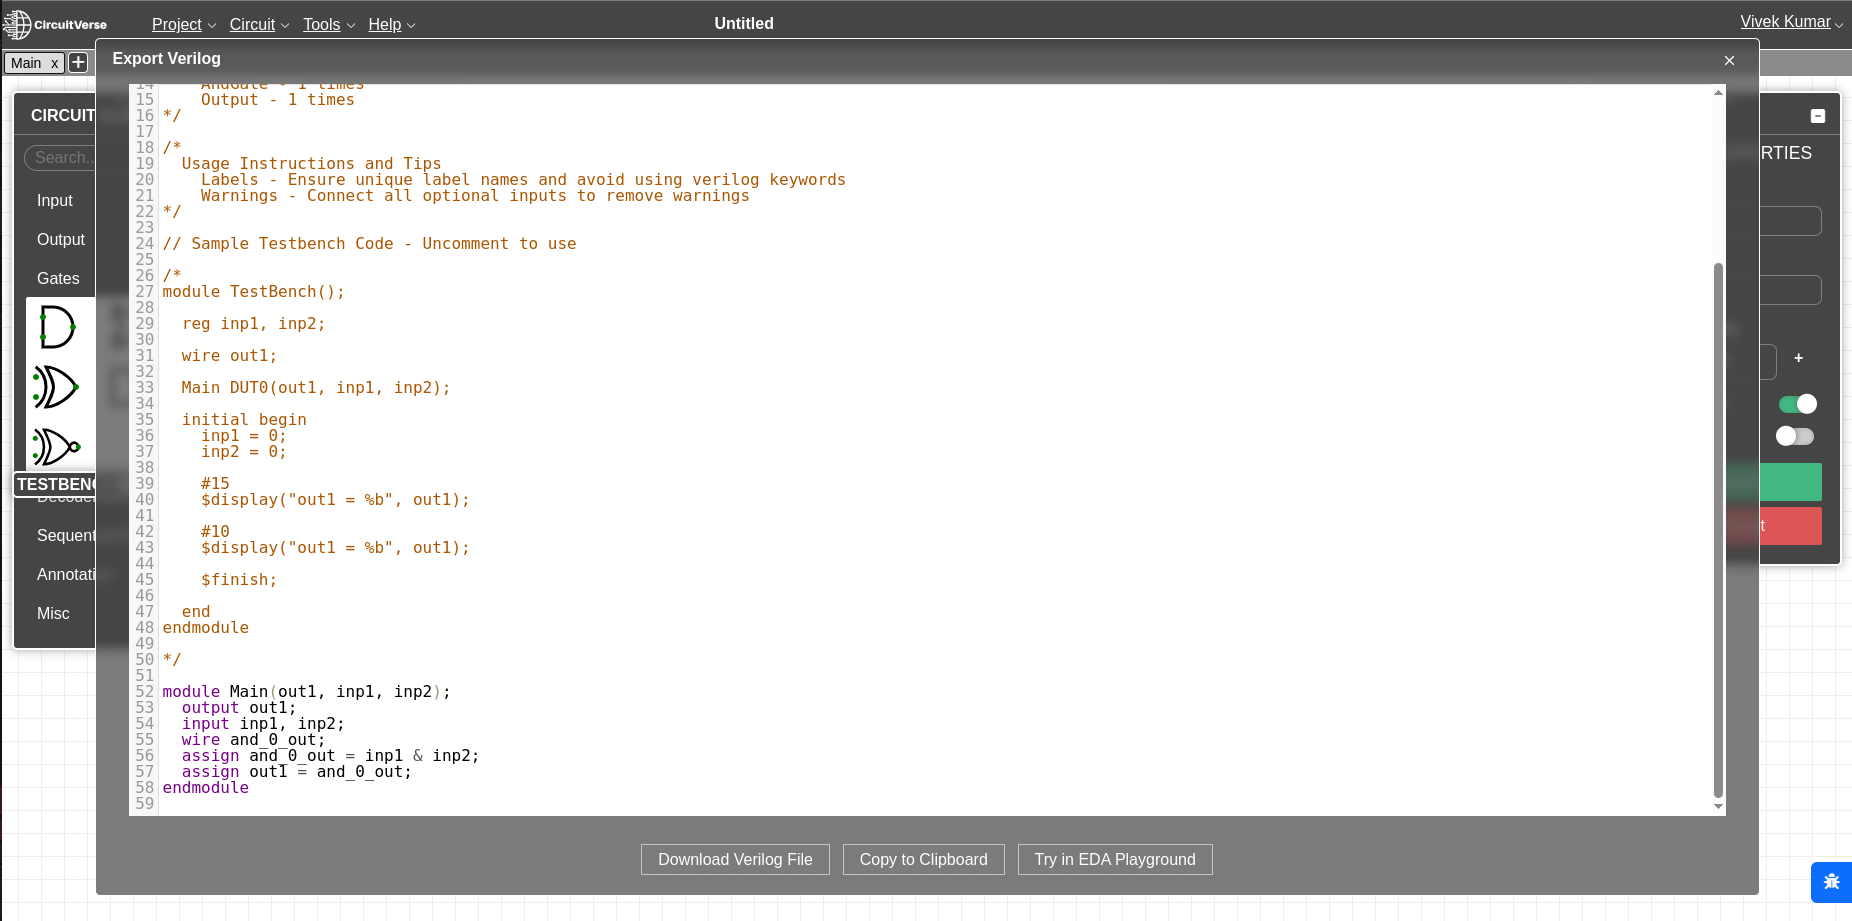 CircuitVerse
Project Circuit Tools Help
Untitled
Vivek Kumar
Main x +
Export Verilog
×
CIRCUIT
Search..
Input
Output
Gates
TESTBENC
Sequent
Annotati
Misc
14 AndGate - 1 times
15 Output - 1 times
16 */
17
18 /*
19 Usage Instructions and Tips
20 Labels - Ensure unique label names and avoid using verilog keywords
21 Warnings - Connect all optional inputs to remove warnings
22 */
23
24 // Sample Testbench Code - Uncomment to use
25
26 /*
27 module TestBench();
28
29 reg inp1, inp2;
30
31 wire out1;
32
33 Main DUT0(out1, inp1, inp2);
34
35 initial begin
36 inp1 = 0;
37 inp2 = 0;
38
39 #15
40 $display("out1 = %b", out1);
41
42 #10
43 $display("out1 = %b", out1);
44
45 $finish;
46
47 end
48 endmodule
49
50 */
51
52 module Main(out1, inp1, inp2);
53 output out1;
54 input inp1, inp2;
55 wire and_0_out;
56 assign and_0_out = inp1 & inp2;
57 assign out1 = and_0_out;
58 endmodule
59
RTIES
+
t
Download Verilog File
Copy to Clipboard
Try in EDA Playground